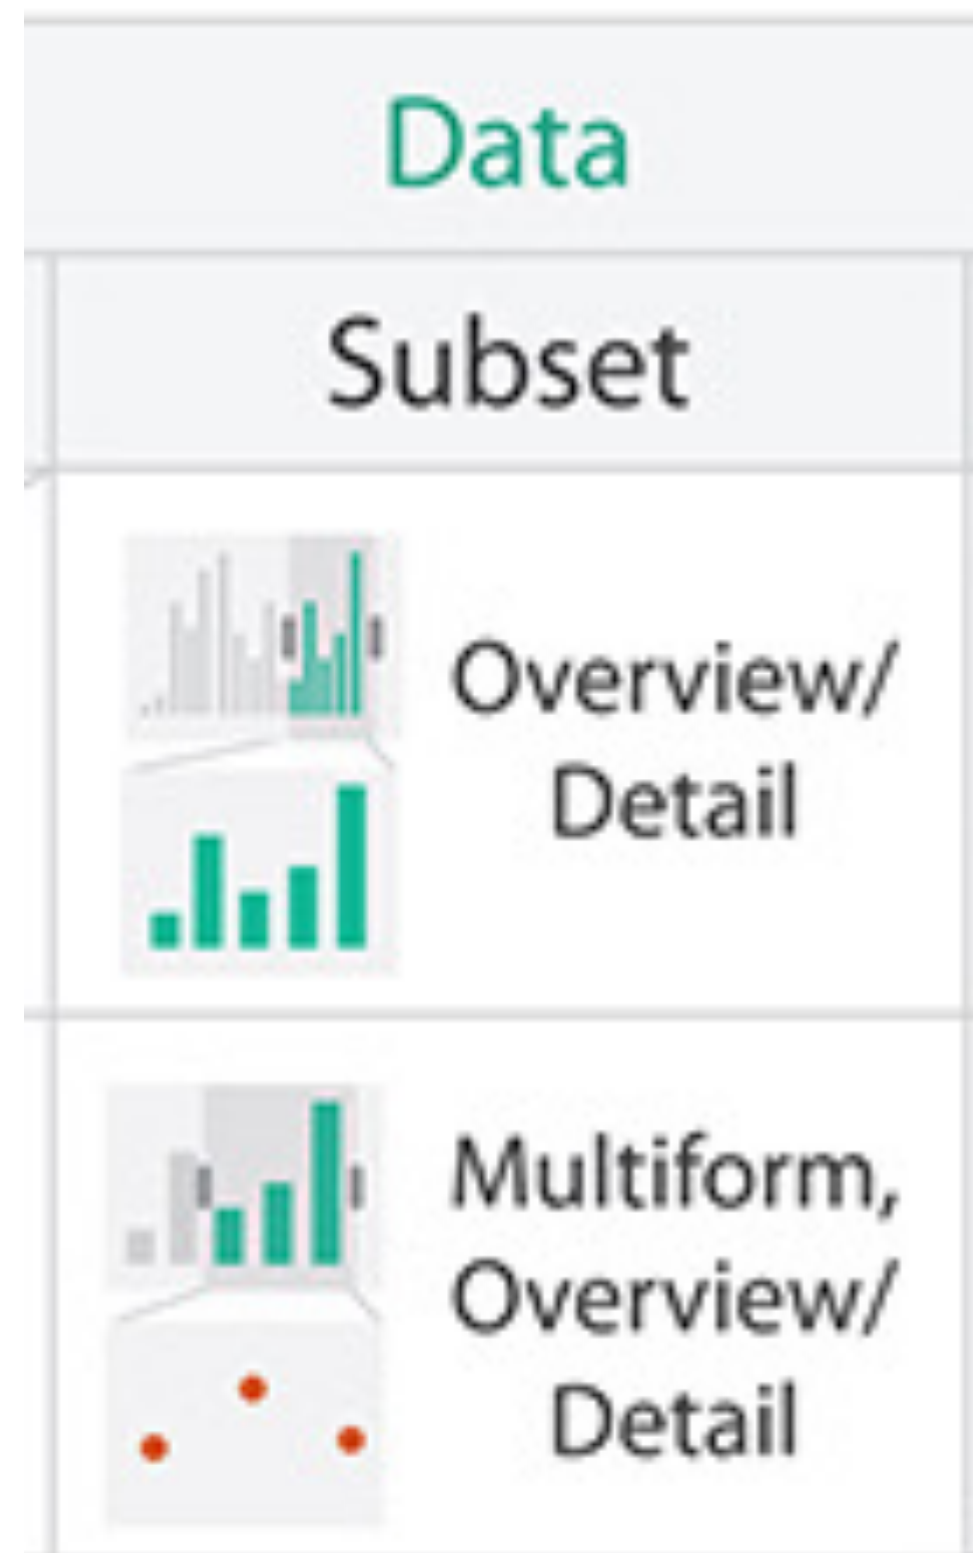 Data
Subset
Overview/
Detail
Multiform,
Overview/
Detail